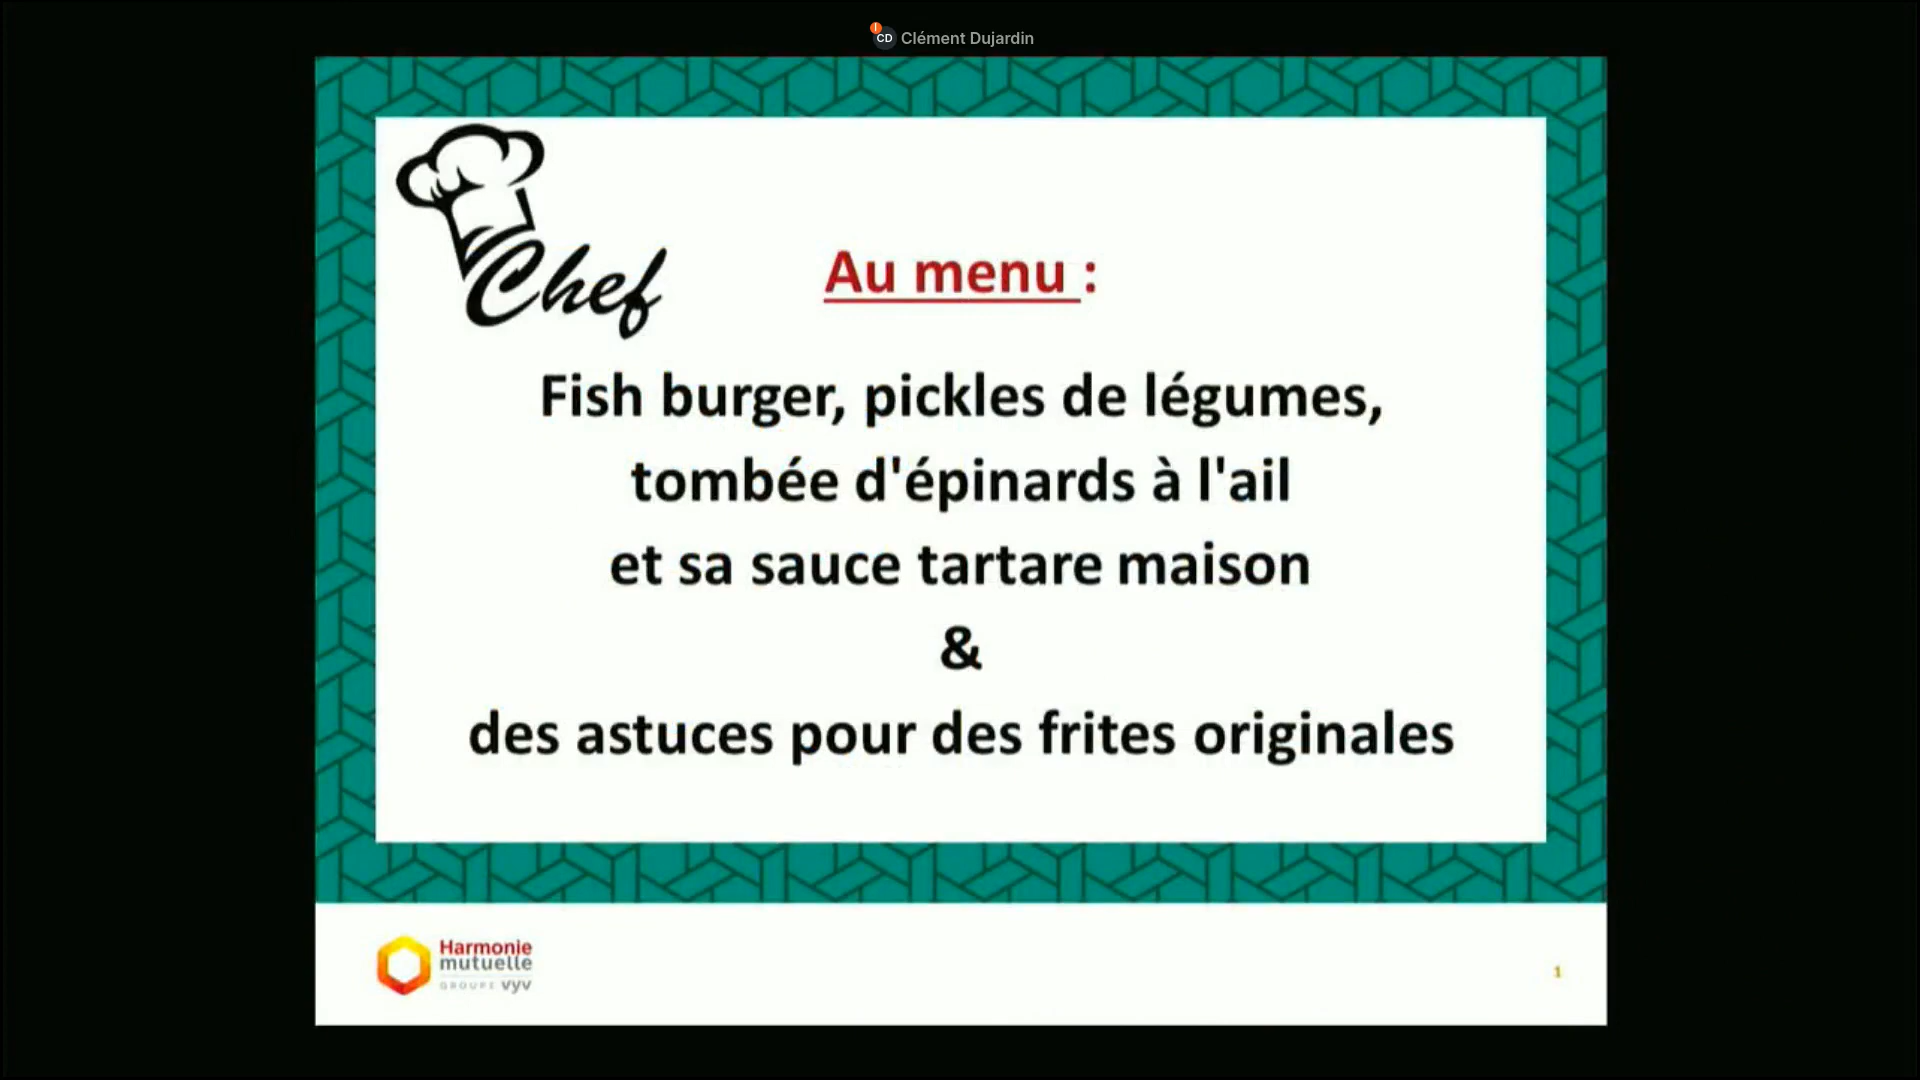 CD Clément Dujardin
Chef
Au menu :
Fish burger, pickles de légumes,
tombée d'épinards à l'ail
et sa sauce tartare maison
&
des astuces pour des frites originales
Harmonie
mutuelle
GROUPE vyv
1